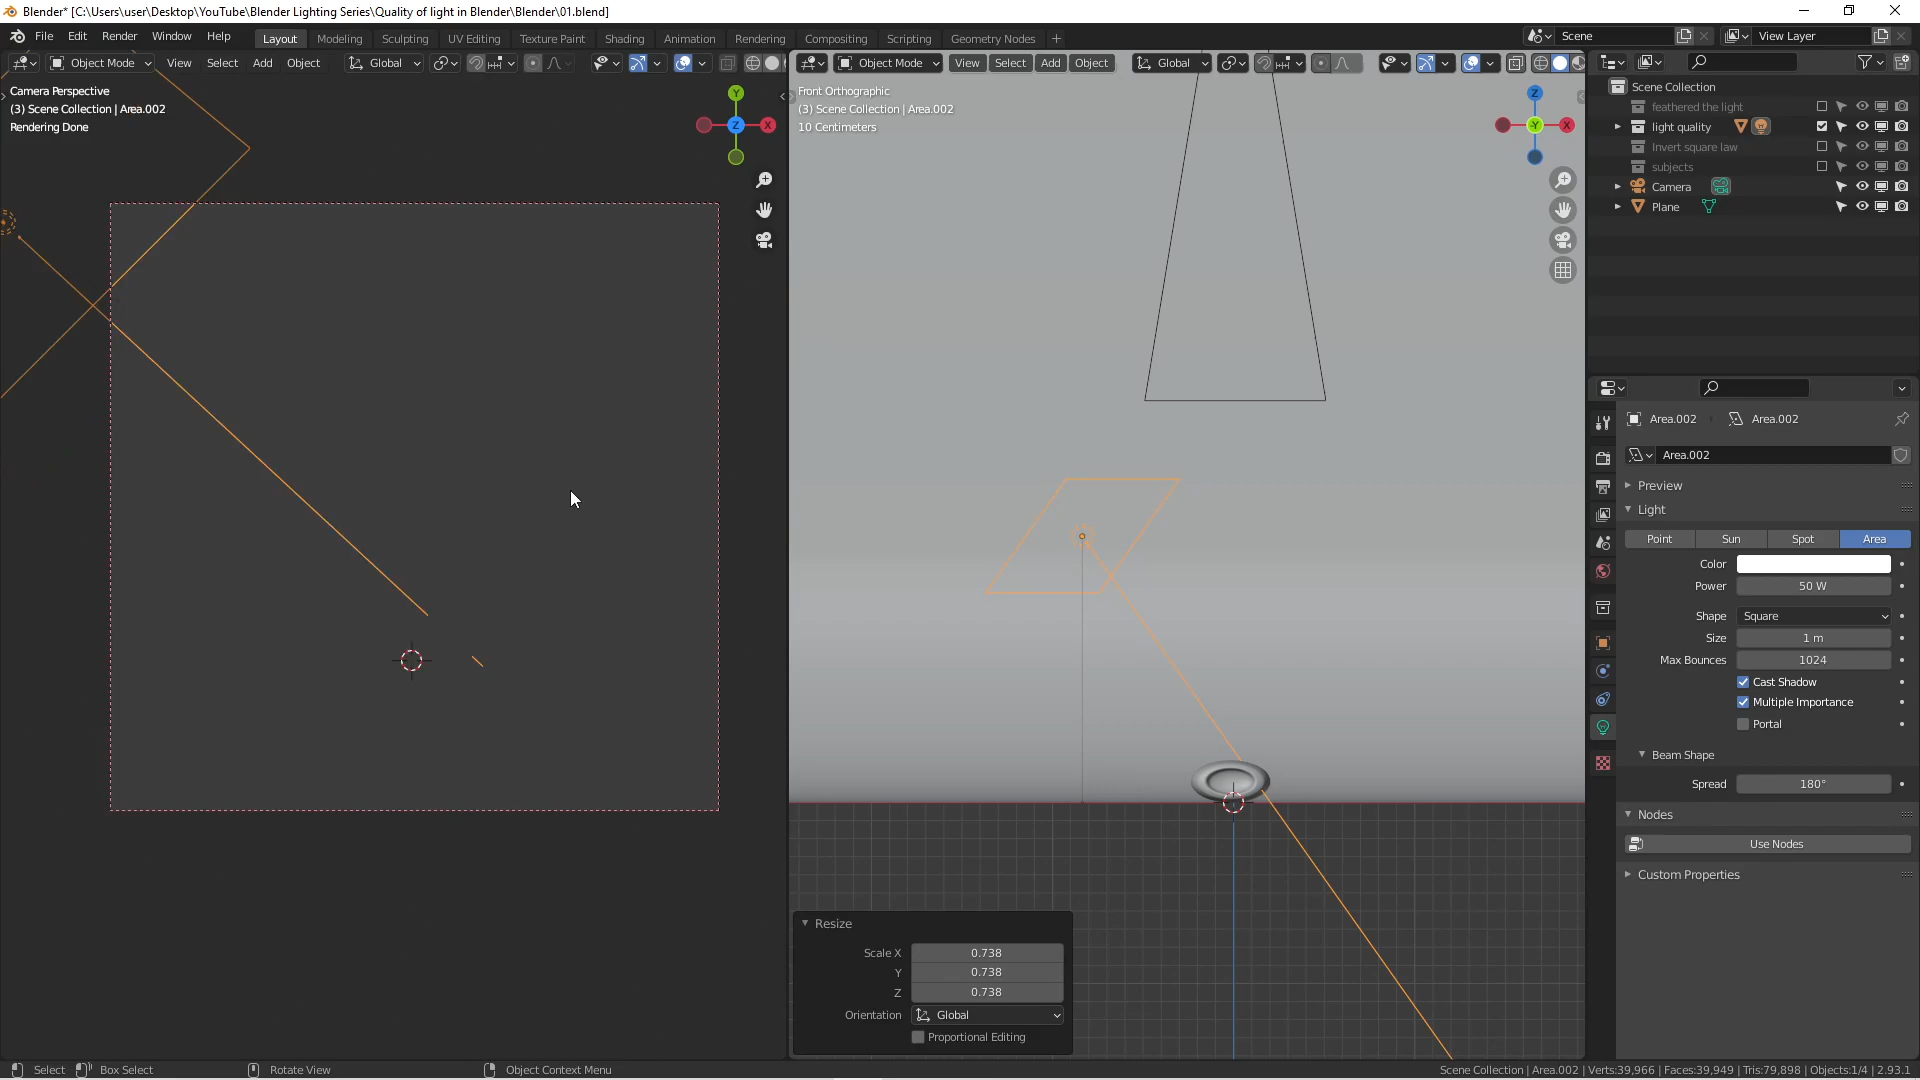 Blender* [C:\Users\user\Desktop\YouTube\Blender Lighting Series\Quality of light in Blender\Blender\01.blend]
File Edit Render Window Help
Layout Modeling Sculpting UV Editing Texture Paint Shading Animation Rendering Compositing Scripting Geometry Nodes +
Scene
View Layer
Object Mode View Select Add Object Global
Object Mode View Select Add Object Global
Camera Perspective
(3) Scene Collection | Area.002
Rendering Done
Y
Z
X
Front Orthographic
(3) Scene Collection | Area.002
10 Centimeters
Z
-Y
X
Scene Collection
feathered the light
light quality
Invert square law
subjects
Camera
Plane
Area.002 Area.002
Area.002
Preview
Light
Point Sun Spot Area
Color
Power 50 W
Shape Square
Size 1 m
Max Bounces 1024
Cast Shadow
Multiple Importance
Portal
Beam Shape
Spread 180°
Nodes
Use Nodes
Custom Properties
Resize
Scale X 0.738
Y 0.738
Z 0.738
Orientation Global
Proportional Editing
Select Box Select Rotate View Object Context Menu
Scene Collection | Area.002 | Verts:39,966 | Faces:39,949 | Tris:79,898 | Objects:1/4 | 2.93.1